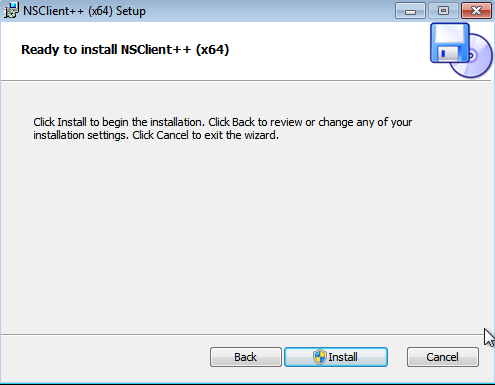 NSClient++ (x64) Setup
Ready to install NSClient++ (x64)
Click Install to begin the installation. Click Back to review or change any of your
installation settings. Click Cancel to exit the wizard.
Back
Install
Cancel